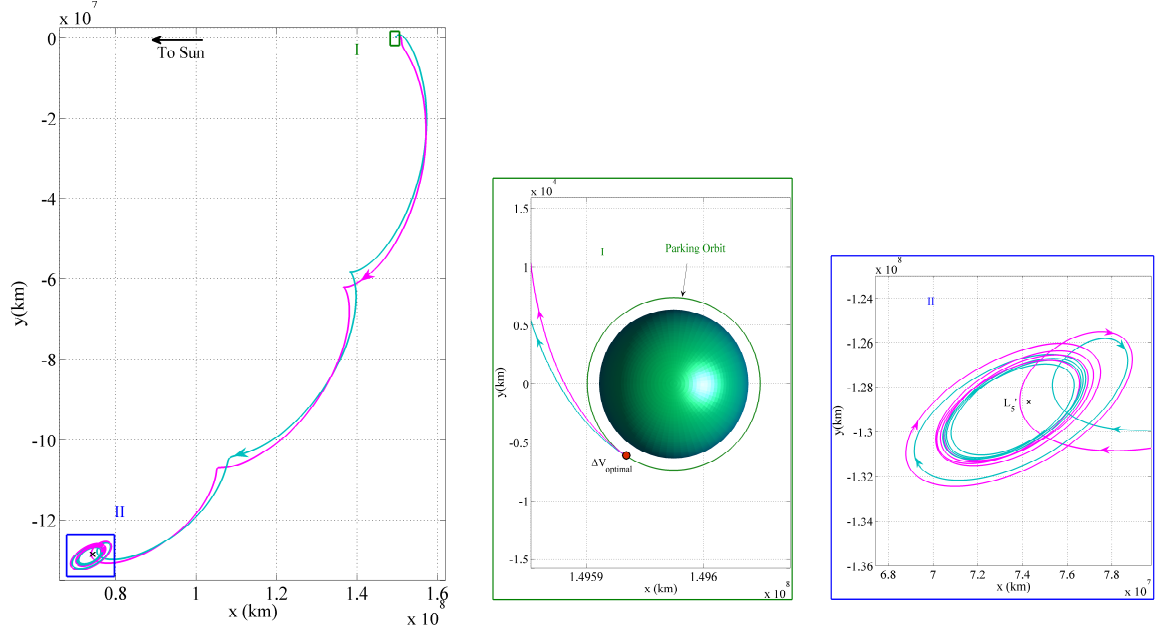 x 10^7
0
-2
-4
-6
-8
-10
-12
y(km)
To Sun
I
II
0.8
1
1.2
1.4
1.6
x (km)
x 10^8
x 10^4
1.5
1
0.5
0
-0.5
-1
-1.5
y(km)
I
Parking Orbit
ΔV_optimal
1.4959
1.496
x (km)
x 10^8
x 10^8
-1.24
-1.26
-1.28
-1.3
-1.32
-1.34
-1.36
y(km)
II
L_5'
6.8
7
7.2
7.4
7.6
7.8
x (km)
x 10^7